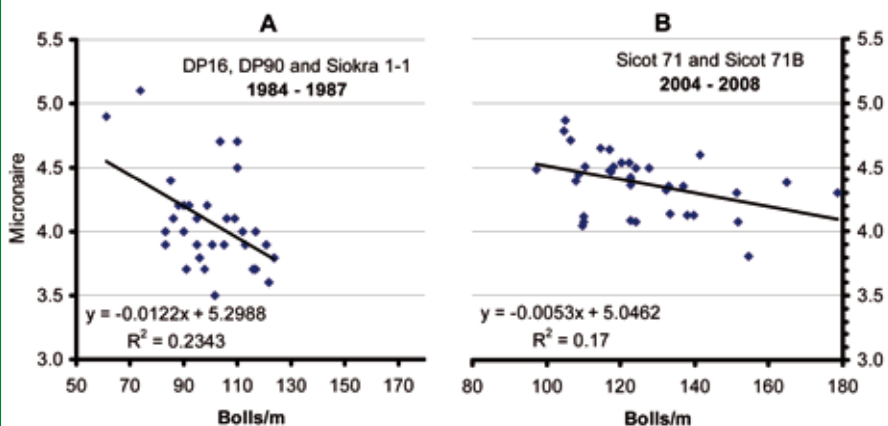 A
DP16, DP90 and Siokra 1-1
1984 - 1987
Micronaire
5.5
5.0
4.5
4.0
3.5
3.0
y = -0.0122x + 5.2988
R² = 0.2343
50 70 90 110 130 150 170
Bolls/m
B
Sicot 71 and Sicot 71B
2004 - 2008
5.5
5.0
4.5
4.0
3.5
3.0
y = -0.0053x + 5.0462
R² = 0.17
80 100 120 140 160 180
Bolls/m